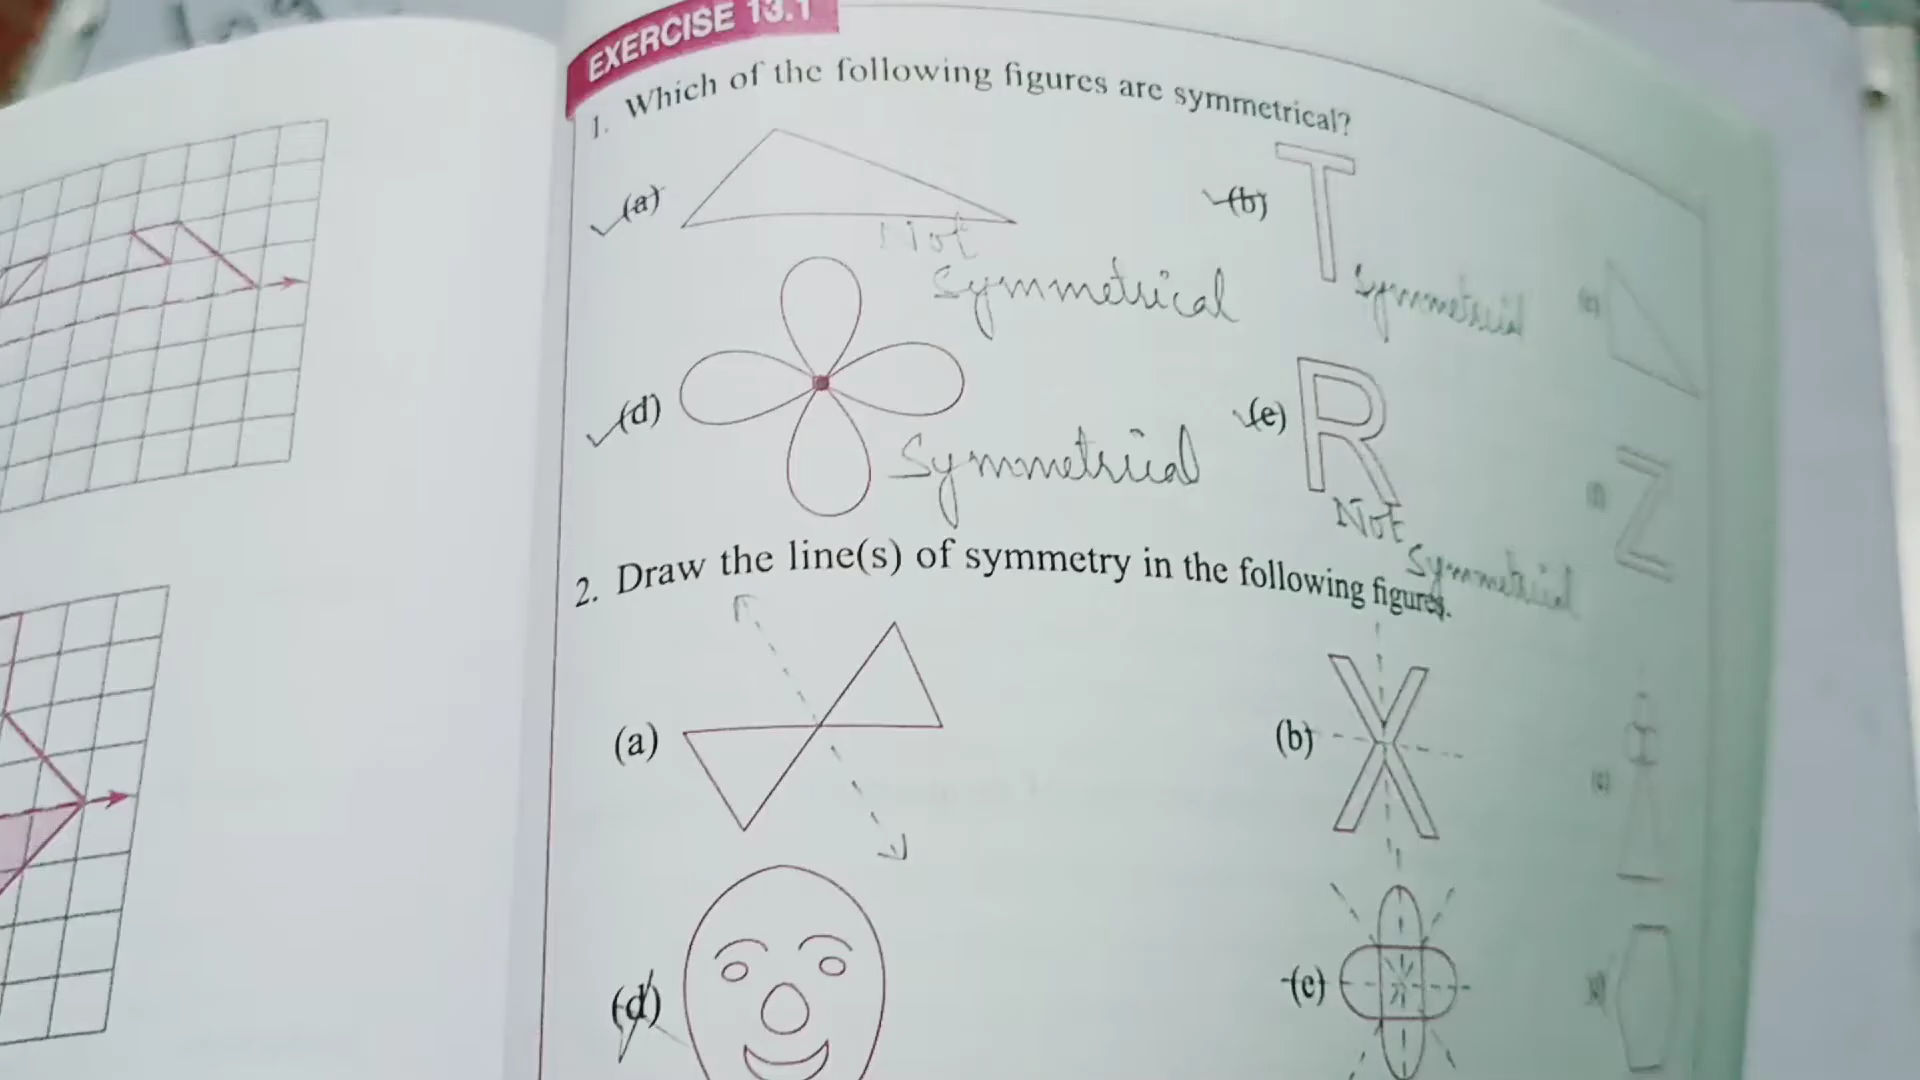 EXERCISE 13.1
1. Which of the following figures are symmetrical?
(a)
(b)
Not
Symmetrical
Symmetrical
(d)
(e)
Z
T
R
Symmetrical
Not
Symmetrical
2. Draw the line(s) of symmetry in the following figures.
(a)
(b)
X
(d)
(e)